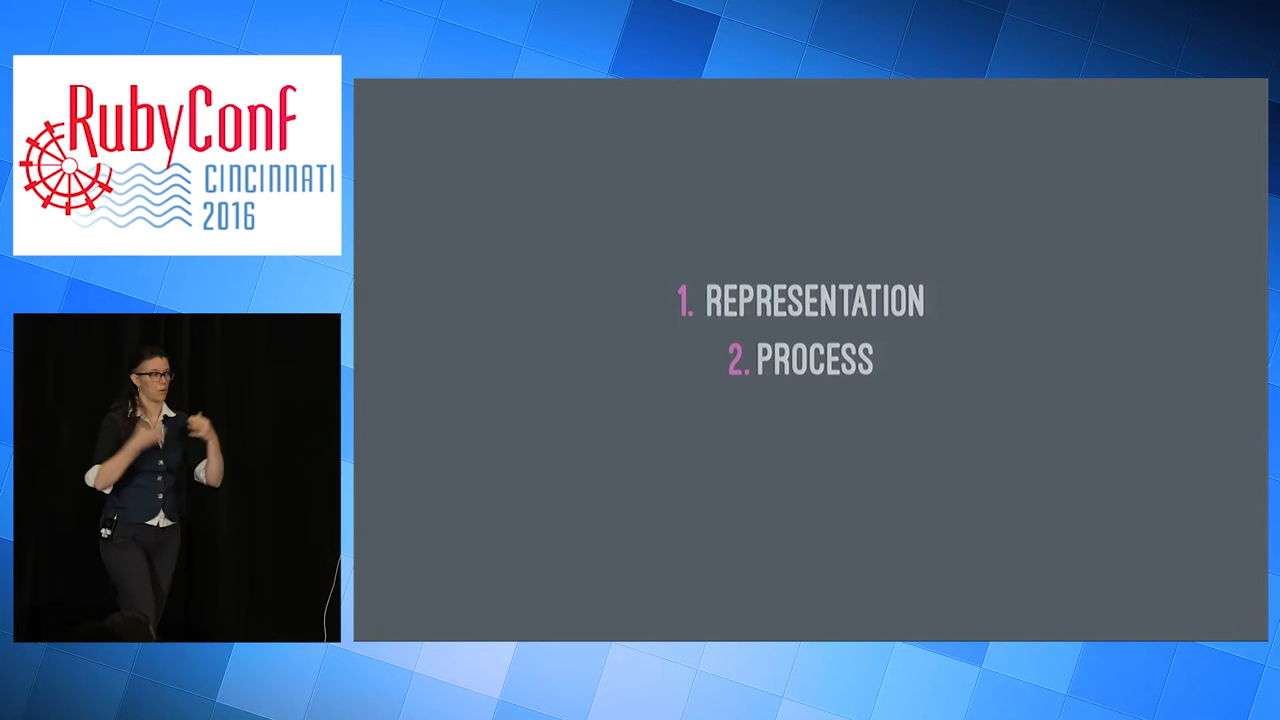 RubyConf
CINCINNATI
2016
1. REPRESENTATION
2. PROCESS